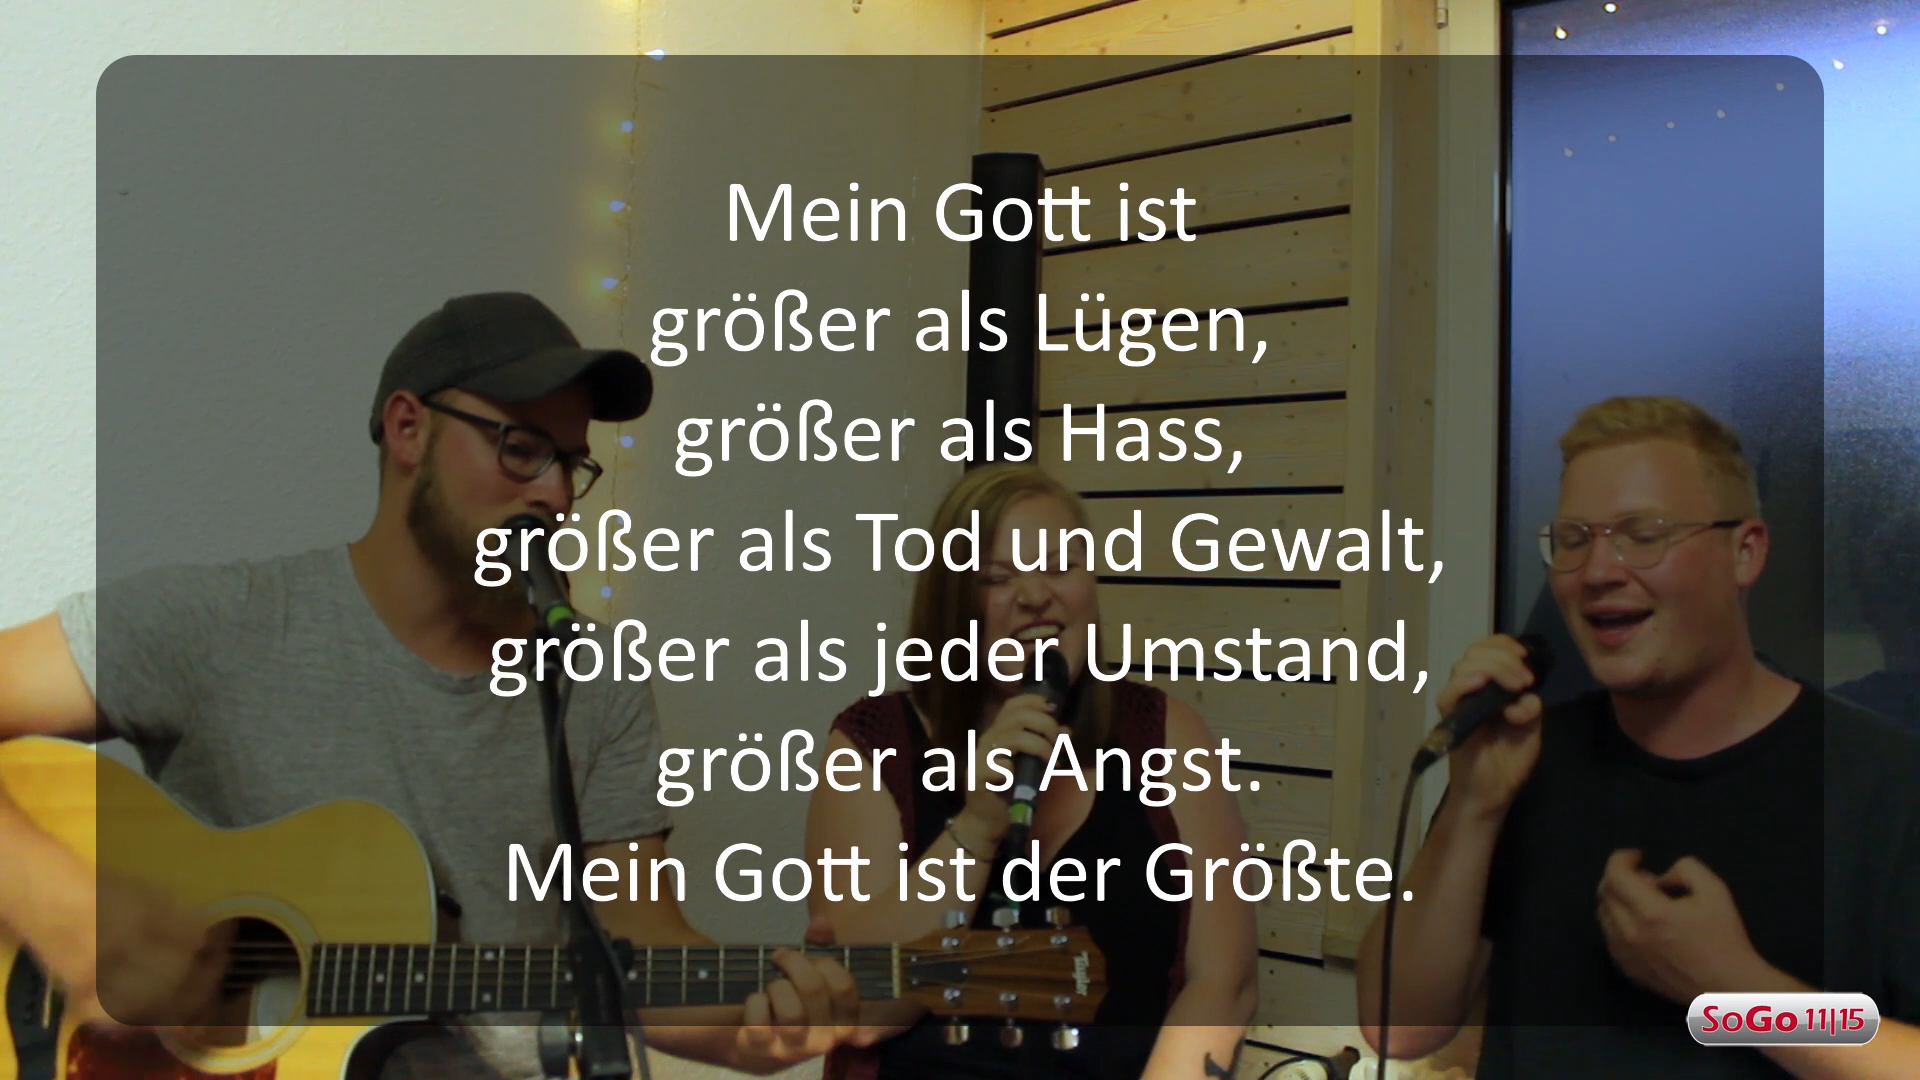 Mein Gott ist
größer als Lügen,
größer als Hass,
größer als Tod und Gewalt,
größer als jeder Umstand,
größer als Angst.
Mein Gott ist der Größte.
Taylor
SoGo 11|15